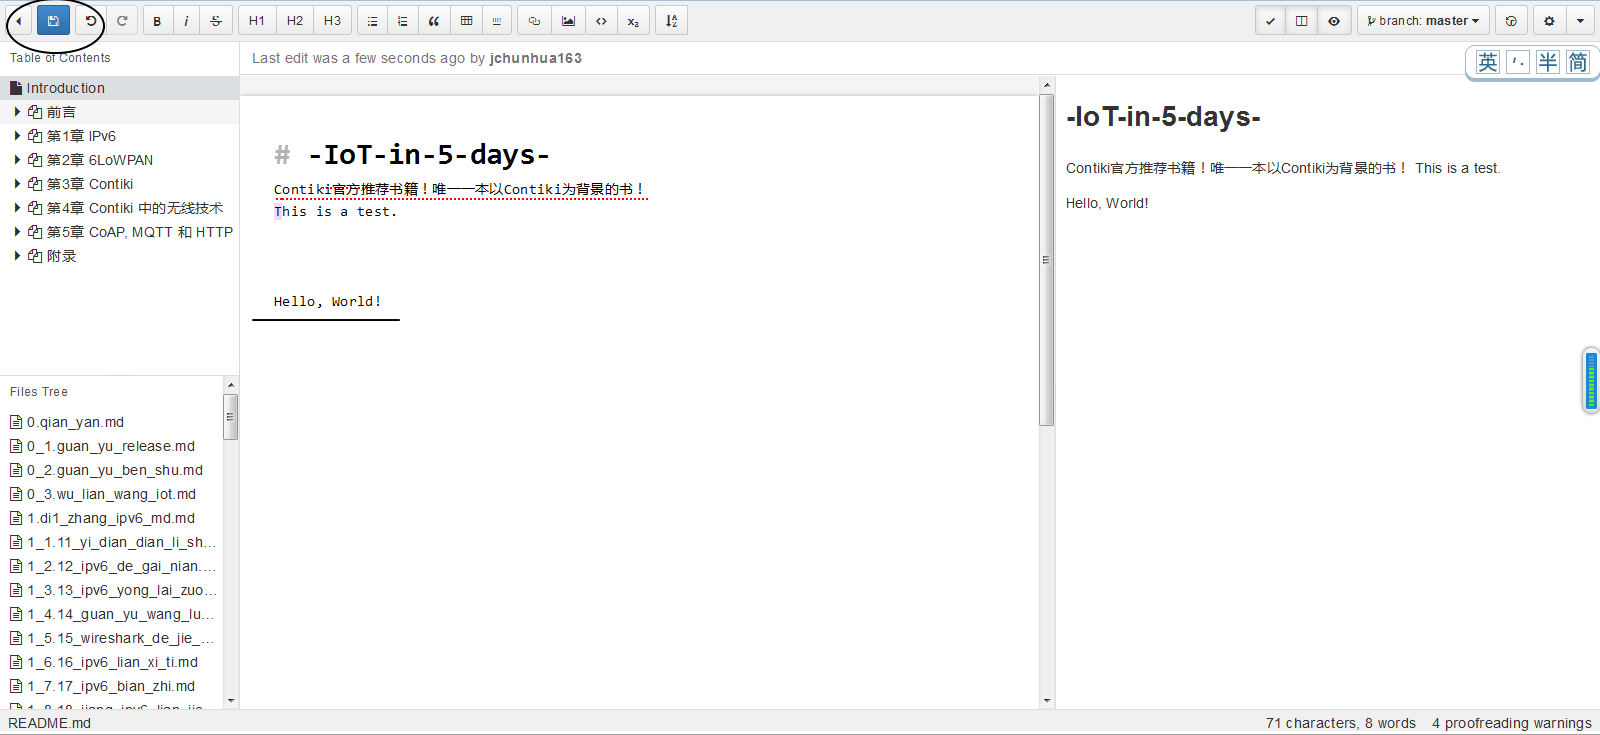 B i S H1 H2 H3 x₂ branch: master
Table of Contents
Last edit was a few seconds ago by jchunhua163
英 半 简
Introduction
前言
第1章 IPv6
第2章 6LoWPAN
第3章 Contiki
第4章 Contiki 中的无线技术
第5章 CoAP, MQTT 和 HTTP
附录
Files Tree
0.qian_yan.md
0_1.guan_yu_release.md
0_2.guan_yu_ben_shu.md
0_3.wu_lian_wang_iot.md
1.di1_zhang_ipv6_md.md
1_1.11_yi_dian_dian_li_sh...
1_2.12_ipv6_de_gai_nian....
1_3.13_ipv6_yong_lai_zuo...
1_4.14_guan_yu_wang_lu...
1_5.15_wireshark_de_jie_...
1_6.16_ipv6_lian_xi_ti.md
1_7.17_ipv6_bian_zhi.md
# -IoT-in-5-days-
Contiki官方推荐书籍！唯一一本以Contiki为背景的书！
This is a test.
Hello, World!
-IoT-in-5-days-
Contiki官方推荐书籍！唯一一本以Contiki为背景的书！ This is a test.
Hello, World!
README.md
71 characters, 8 words 4 proofreading warnings